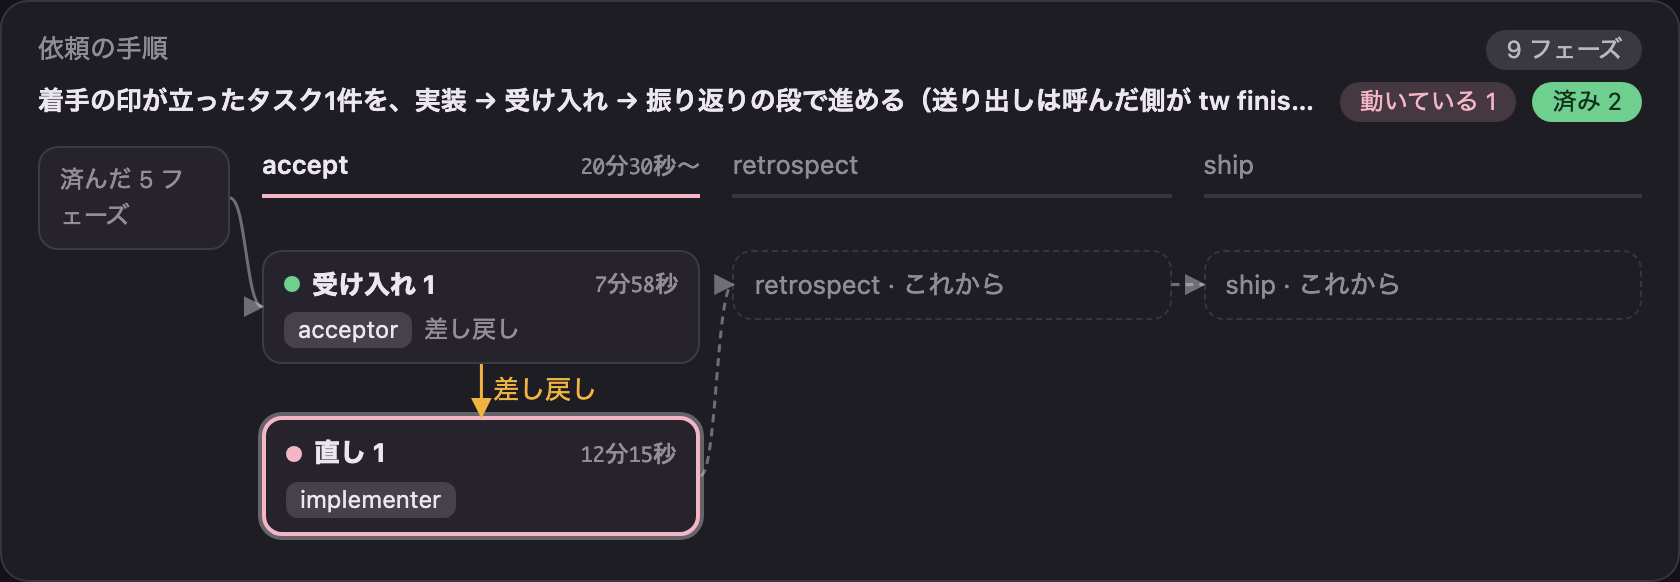 依頼の手順
9 フェーズ
着手の印が立ったタスク1件を、実装 → 受け入れ → 振り返りの段で進める（送り出しは呼んだ側が tw finis...
動いている 1
済み 2
済んだ 5 フ
ェーズ
accept
20分30秒〜
retrospect
ship
受け入れ 1
7分58秒
acceptor
差し戻し
retrospect · これから
ship · これから
差し戻し
直し 1
12分15秒
implementer